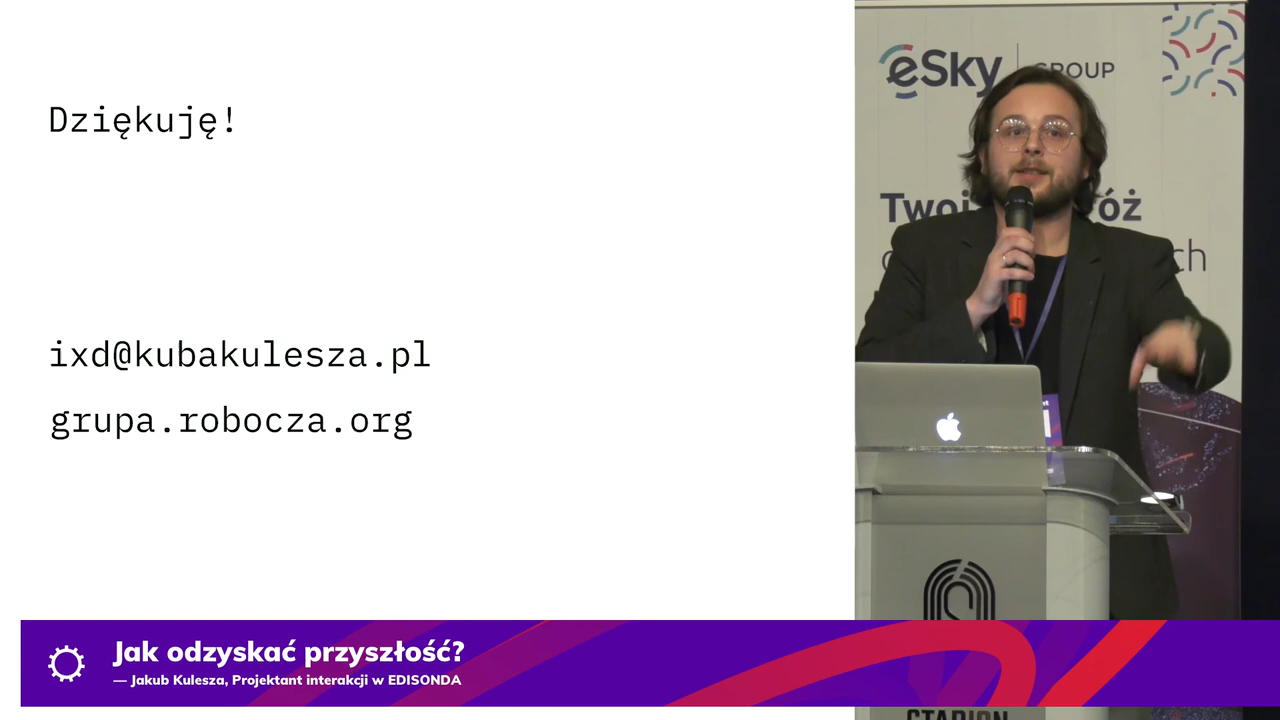 Dziękuję!
ixd@kubakulesza.pl
grupa.robocza.org
eSky GROUP
Jak odzyskać przyszłość?
— Jakub Kulesza, Projektant interakcji w EDISONDA